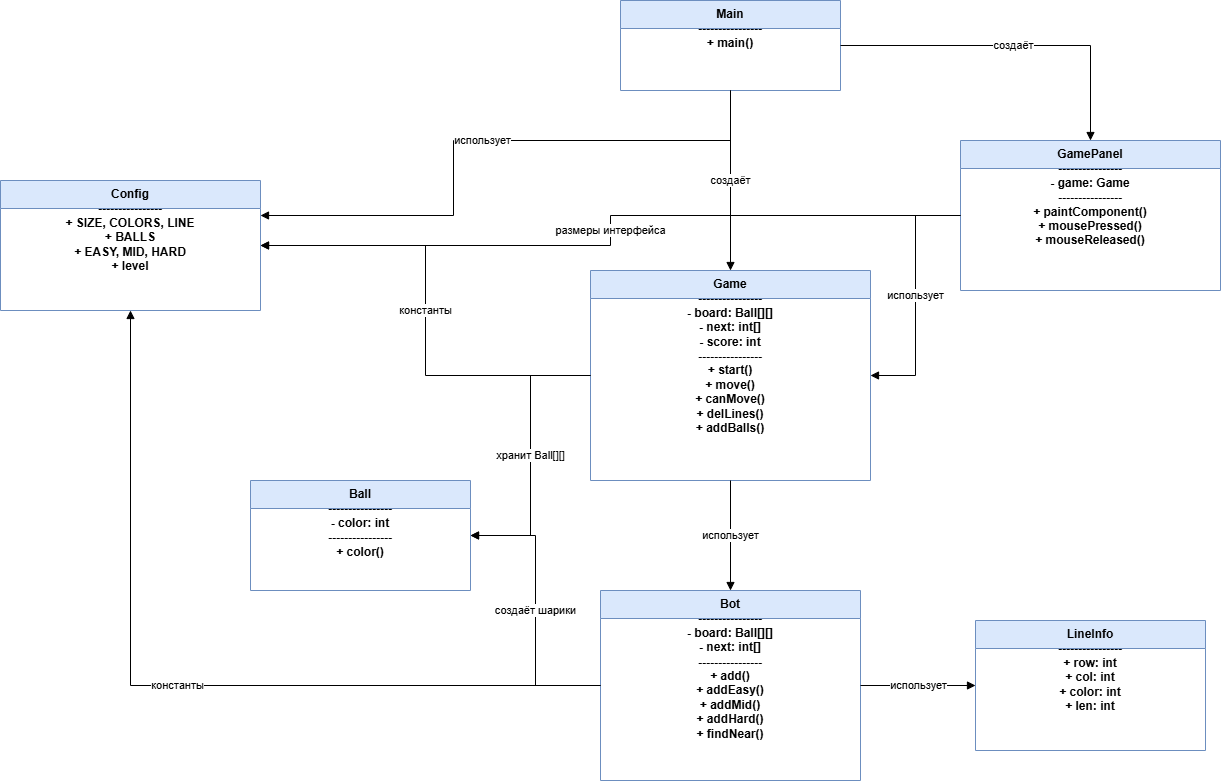 Main
----------------
+ main()
создаёт
использует
GamePanel
----------------
- game: Game
----------------
+ paintComponent()
+ mousePressed()
+ mouseReleased()
создаёт
Config
----------------
+ SIZE, COLORS, LINE
+ BALLS
+ EASY, MID, HARD
+ level
размеры интерфейса
Game
----------------
- board: Ball[][]
- next: int[]
- score: int
----------------
+ start()
+ move()
+ canMove()
+ delLines()
+ addBalls()
использует
константы
хранит Ball[][]
Ball
----------------
- color: int
----------------
+ color()
использует
создаёт шарики
Bot
----------------
- board: Ball[][]
- next: int[]
----------------
+ add()
+ addEasy()
+ addMid()
+ addHard()
+ findNear()
LineInfo
----------------
+ row: int
+ col: int
+ color: int
+ len: int
константы
использует